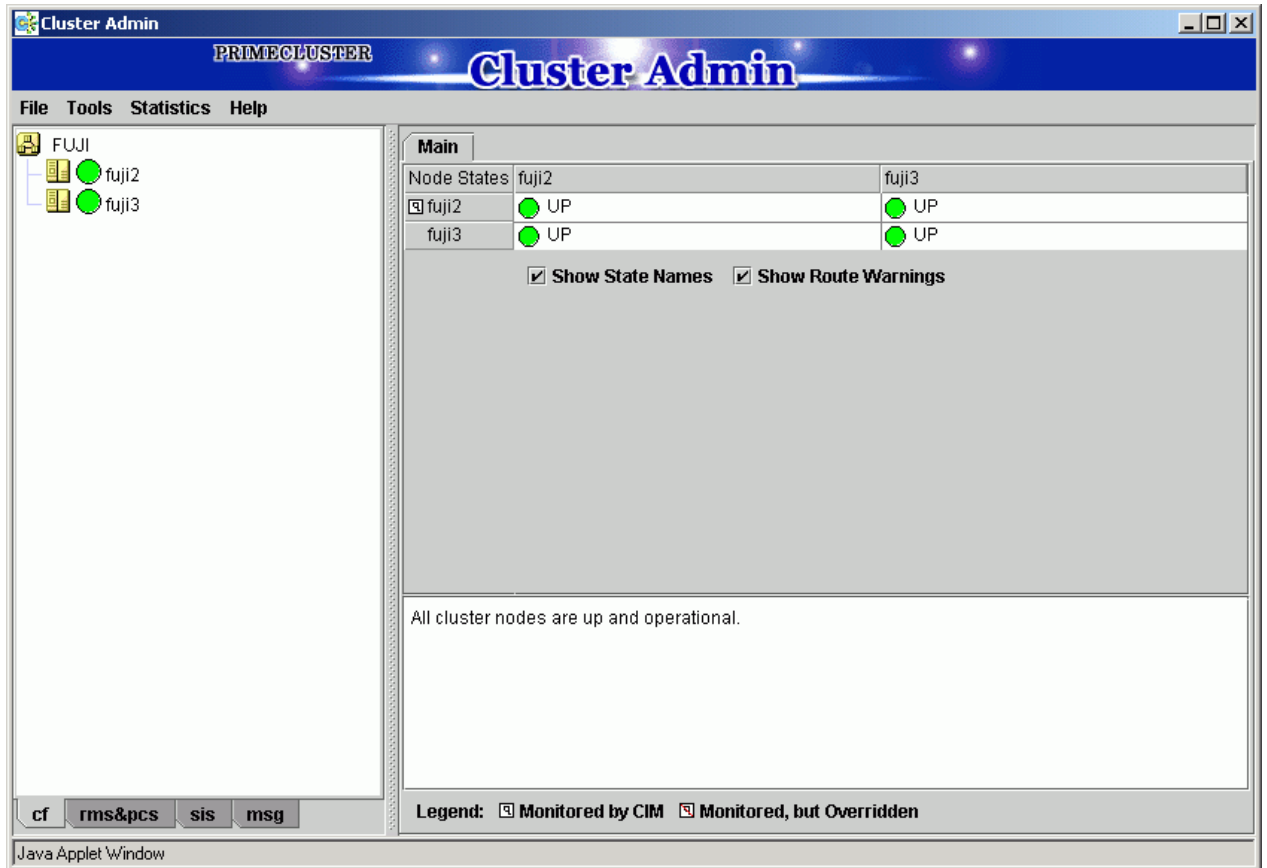 Cluster Admin
PRIMECLUSTER
Cluster Admin
File Tools Statistics Help
FUJI
fuji2
fuji3
Main
Node States fuji2 fuji3
fuji2 UP UP
fuji3 UP UP
Show State Names Show Route Warnings
All cluster nodes are up and operational.
cf rms&pcs sis msg
Legend: Monitored by CIM Monitored, but Overridden
Java Applet Window